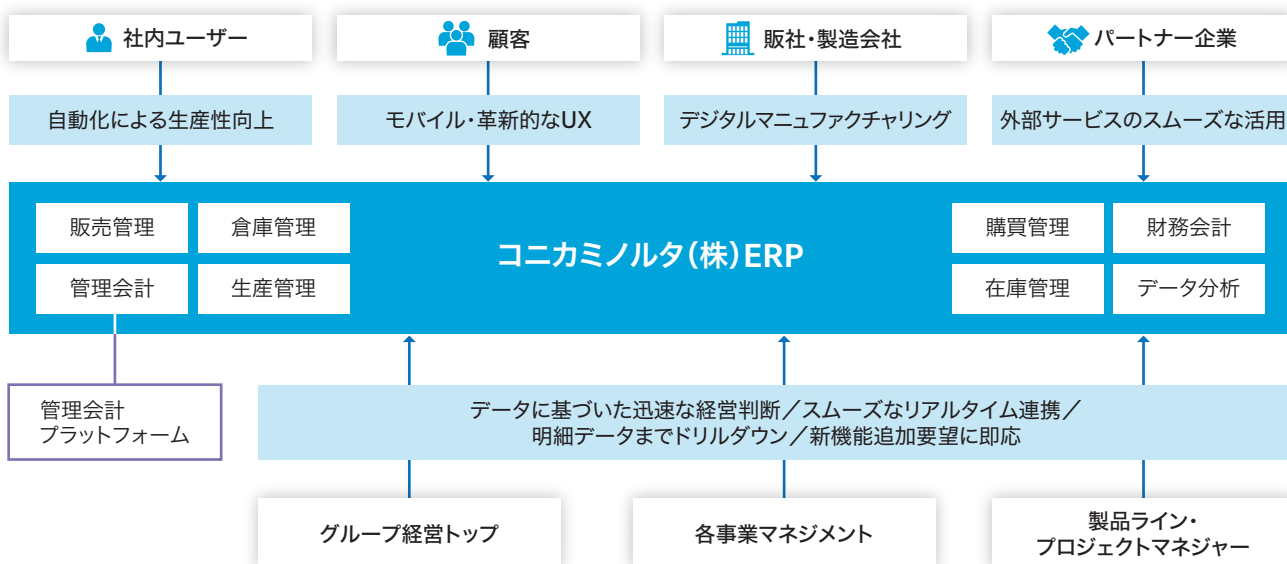 社内ユーザー
顧客
販社・製造会社
パートナー企業
自動化による生産性向上
モバイル・革新的なUX
デジタルマニュファクチャリング
外部サービスのスムーズな活用
販売管理
倉庫管理
管理会計
生産管理
コニカミノルタ(株)ERP
購買管理
財務会計
在庫管理
データ分析
管理会計
プラットフォーム
データに基づいた迅速な経営判断/スムーズなリアルタイム連携/
明細データまでドリルダウン/新機能追加要望に即応
グループ経営トップ
各事業マネジメント
製品ライン・
プロジェクトマネジャー